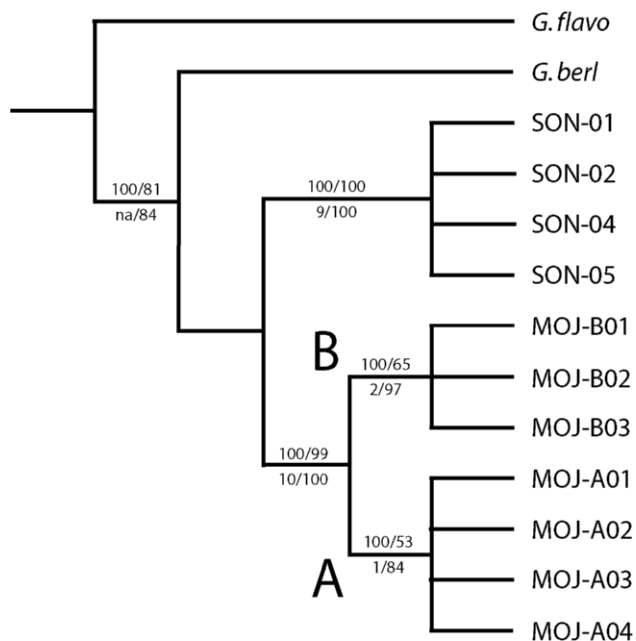 G. flavo
G. berl
SON-01
100/81
na/84
100/100
9/100
SON-02
SON-04
SON-05
MOJ-B01
B
100/65
2/97
MOJ-B02
MOJ-B03
100/99
10/100
MOJ-A01
MOJ-A02
100/53
1/84
A
MOJ-A03
MOJ-A04